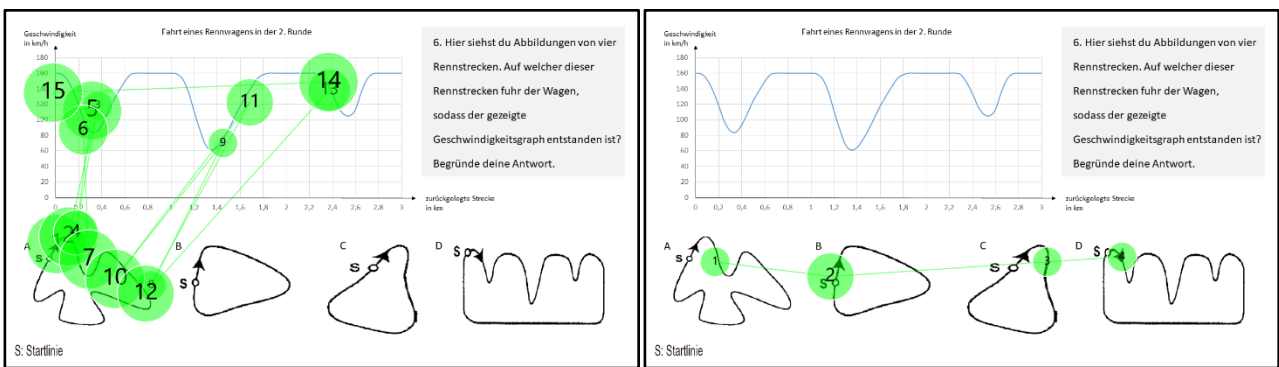 Geschwindigkeit
in km/h
Fahrt eines Rennwagens in der 2. Runde
180
160
140
120
100
80
60
40
20
0
0 0,2 0,4 0,6 0,8 1 1,2 1,4 1,6 1,8 2 2,2 2,4 2,6 2,8 3
zurückgelegte Strecke
in km
15
5
3
6
11
9
14
13
1 2 4
7
10
8
12
A
S
B
S
C
S
D
S
S: Startlinie
6. Hier siehst du Abbildungen von vier
Rennstrecken. Auf welcher dieser
Rennstrecken fuhr der Wagen,
sodass der gezeigte
Geschwindigkeitsgraph entstanden ist?
Begründe deine Antwort.
Geschwindigkeit
in km/h
Fahrt eines Rennwagens in der 2. Runde
180
160
140
120
100
80
60
40
20
0
0 0,2 0,4 0,6 0,8 1 1,2 1,4 1,6 1,8 2 2,2 2,4 2,6 2,8 3
zurückgelegte Strecke
in km
A
S
1
B
S
2
C
S
3
D
S
4
S: Startlinie
6. Hier siehst du Abbildungen von vier
Rennstrecken. Auf welcher dieser
Rennstrecken fuhr der Wagen,
sodass der gezeigte
Geschwindigkeitsgraph entstanden ist?
Begründe deine Antwort.